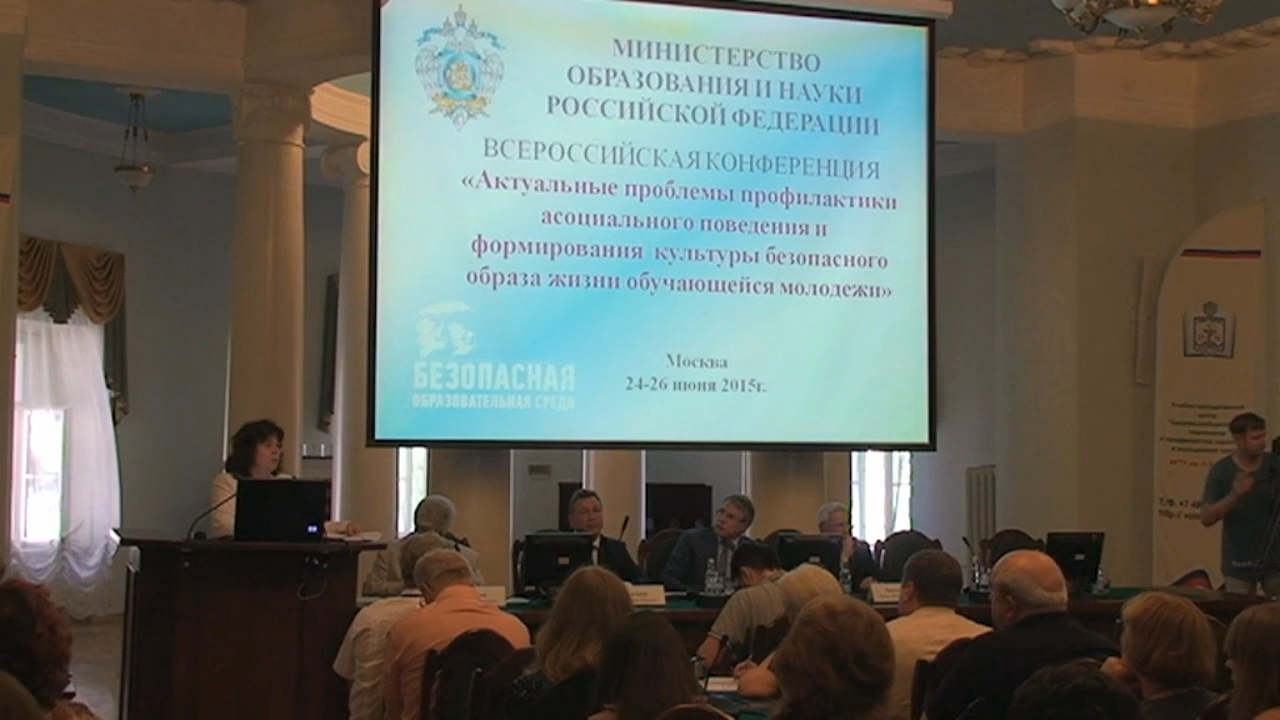 МИНИСТЕРСТВО
ОБРАЗОВАНИЯ И НАУКИ
РОССИЙСКОЙ ФЕДЕРАЦИИ
ВСЕРОССИЙСКАЯ КОНФЕРЕНЦИЯ
«Актуальные проблемы профилактики
асоциального поведения и
формирования культуры безопасного
образа жизни обучающейся молодежи»
БЕЗОПАСНАЯ
ОБРАЗОВАТЕЛЬНАЯ СРЕДА
Москва
24-26 июня 2015г.
центр